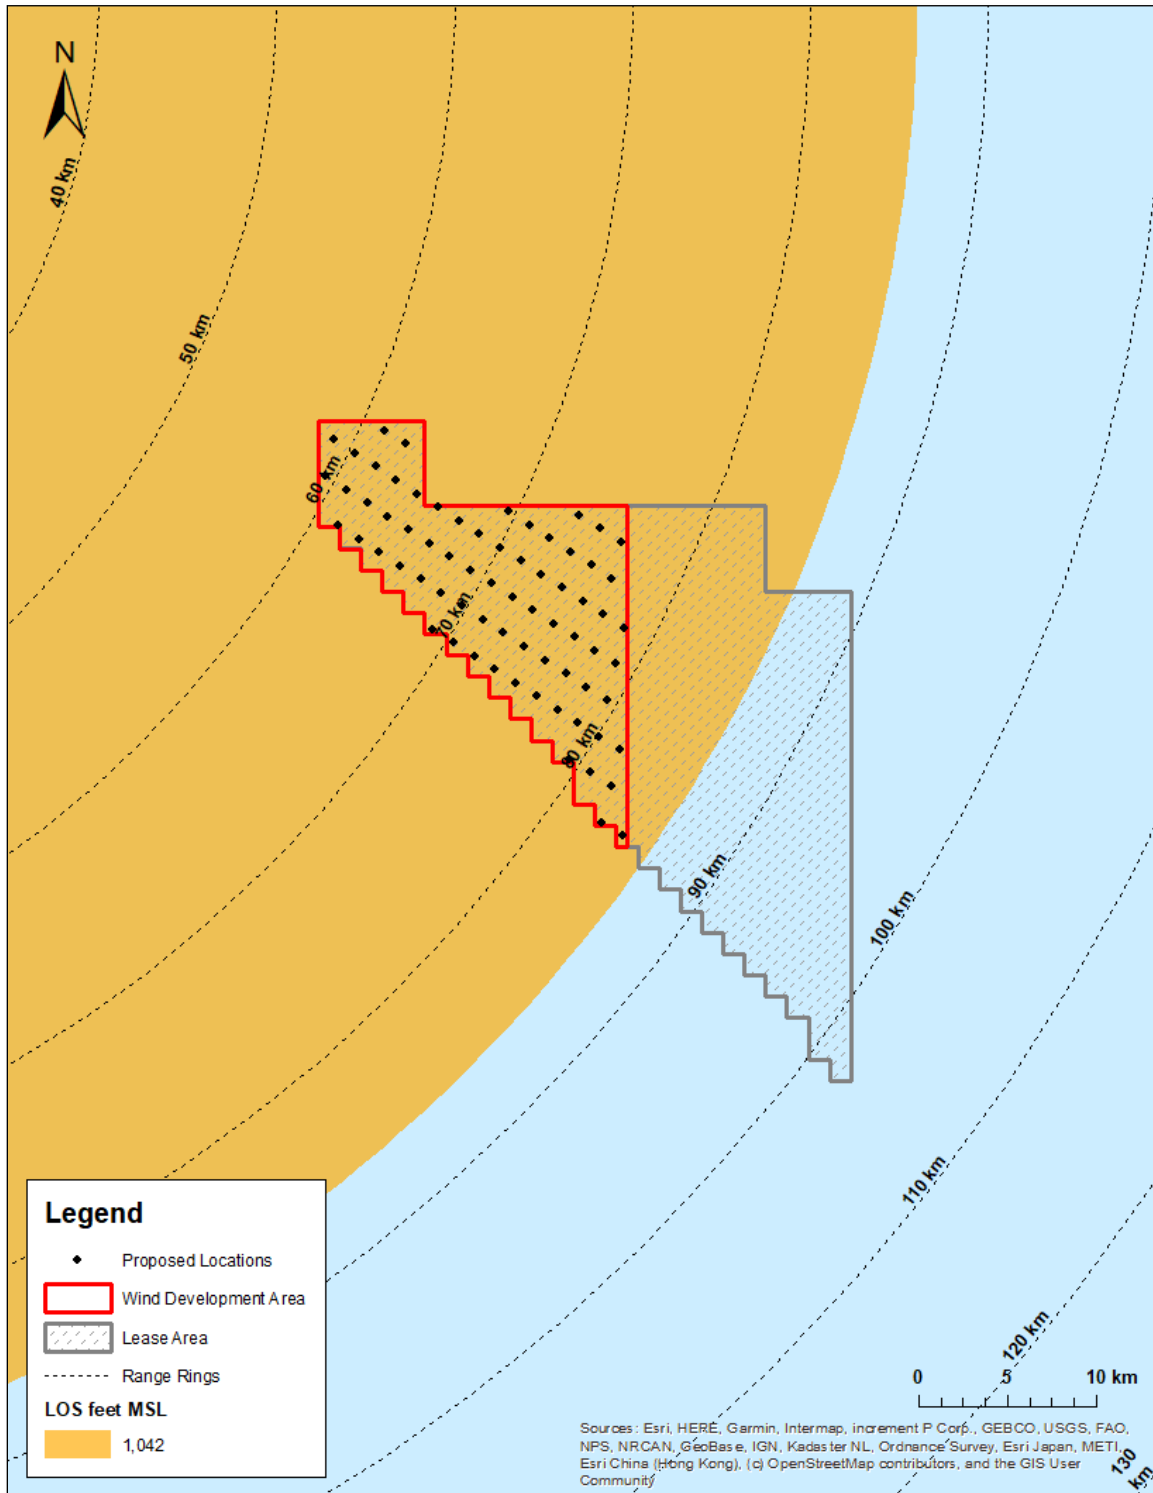 N
40 km
50 km
60 km
70 km
80 km
90 km
100 km
110 km
120 km
130
km
Legend
Proposed Locations
Wind Development Area
Lease Area
Range Rings
LOS feet MSL
1,042
0 5 10 km
Sources: Esri, HERE, Garmin, Intermap, increment P Corp., GEBCO, USGS, FAO,
NPS, NRCAN, GeoBase, IGN, Kadaster NL, Ordnance Survey, Esri Japan, METI,
Esri China (Hong Kong), (c) OpenStreetMap contributors, and the GIS User
Community